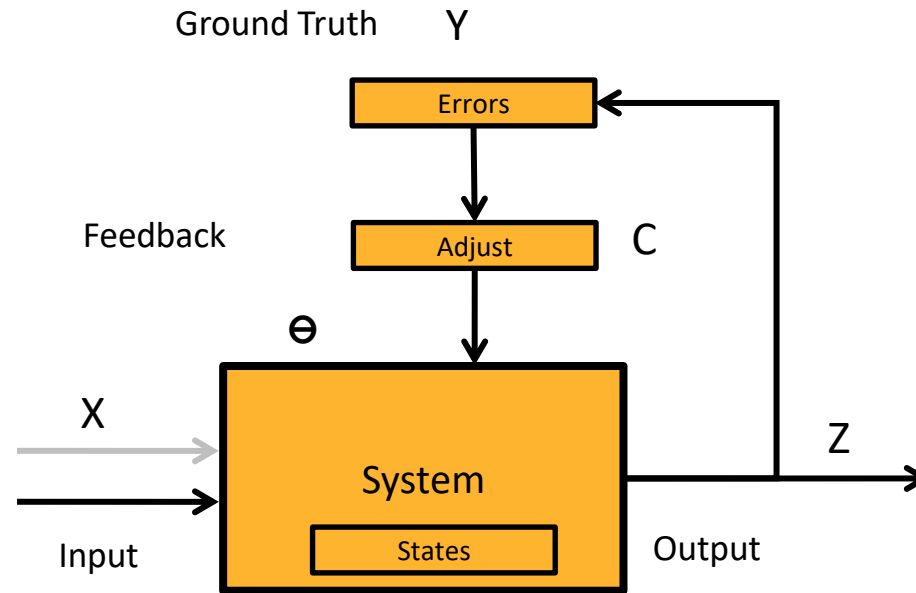 Ground Truth Y
Errors
Feedback
Adjust
C
Θ
X
Z
System
Input
States
Output